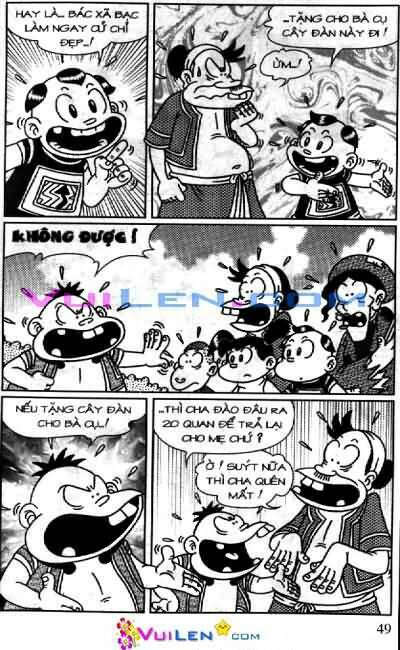 HAY LÀ... BÁC XÃ BẠC
LÀM NGAY CỬ CHỈ
ĐẸP...!
...TẶNG CHO BÀ CỤ
CÂY ĐÀN NÀY ĐI!
ỪM...!
KHÔNG ĐƯỢC!
VUILEN.COM
NẾU TẶNG CÂY ĐÀN
CHO BÀ CỤ...!
...THÌ CHA ĐÀO ĐÂU RA
20 QUAN ĐỂ TRẢ LẠI
CHO MẸ CHỨ?
Ờ! SUÝT NỮA
THÌ CHA QUÊN
MẤT!
49
VUILEN.COM